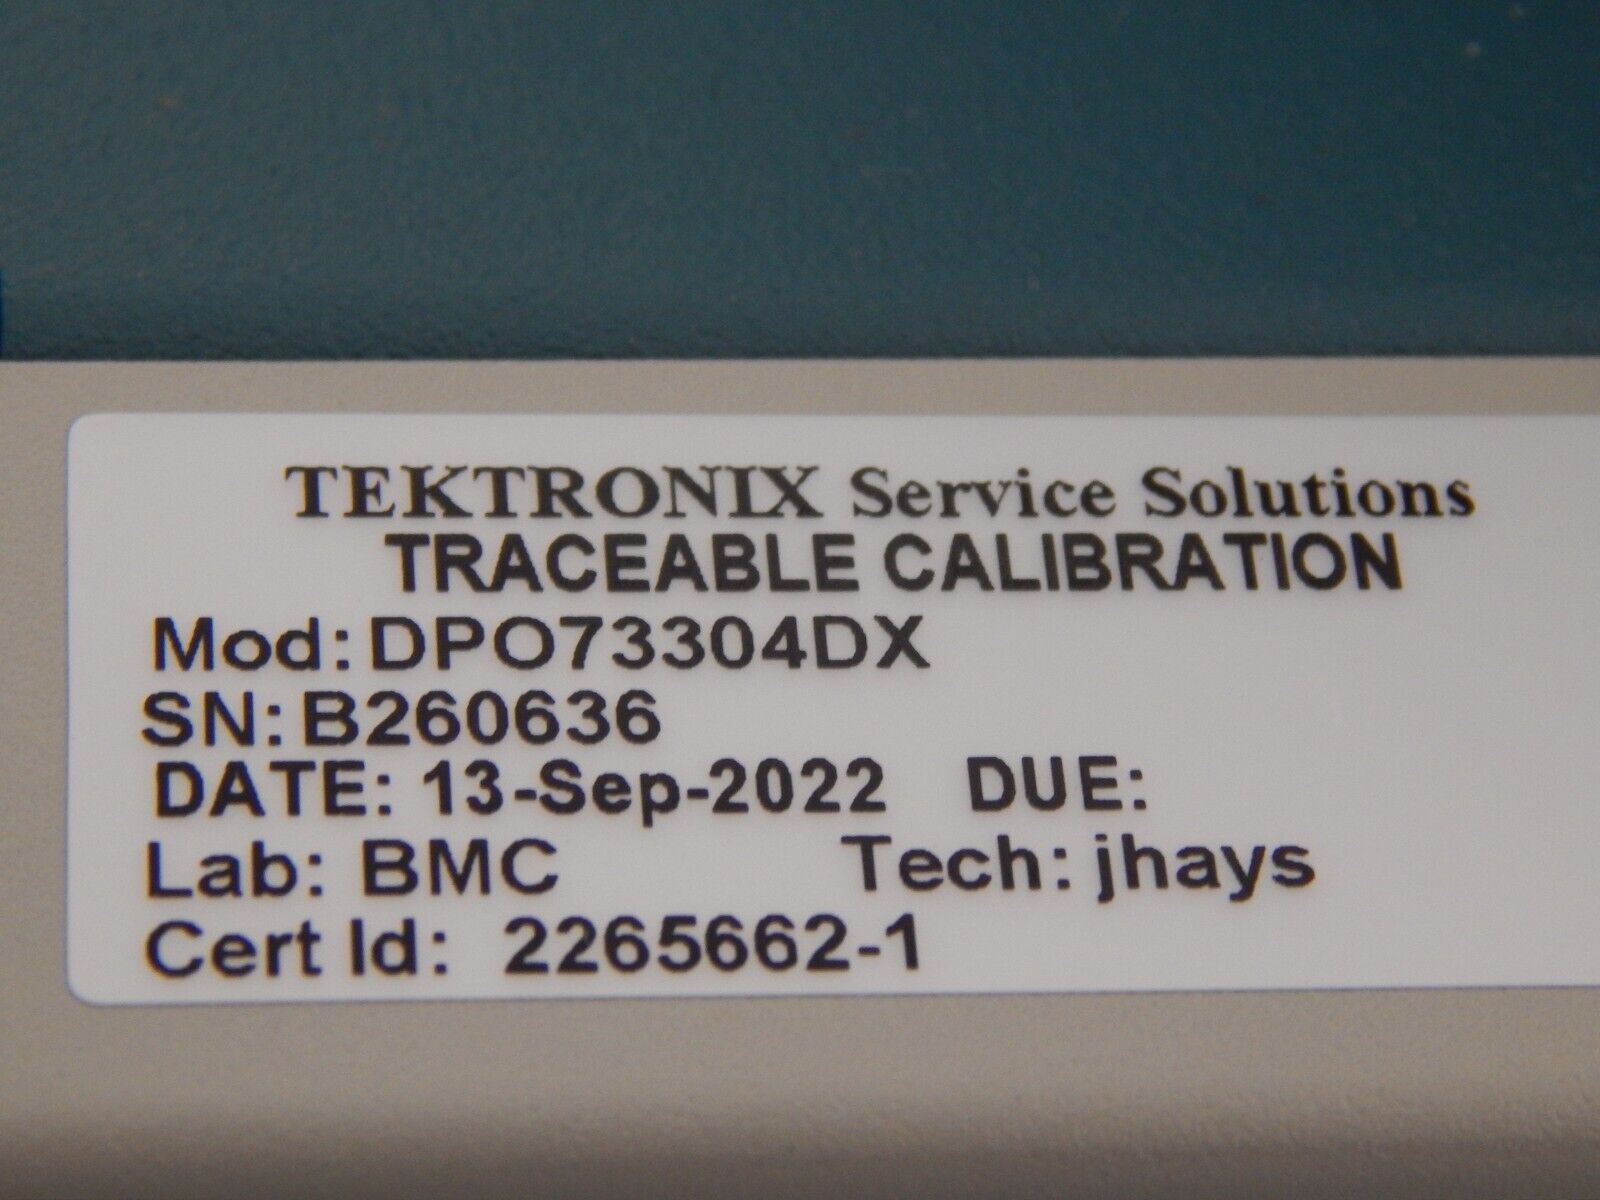 TEKTRONIX Service Solutions
TRACEABLE CALIBRATION
Mod: DPO73304DX
SN: B260636
DATE: 13-Sep-2022 DUE:
Lab: BMC Tech: jhays
Cert Id: 2265662-1